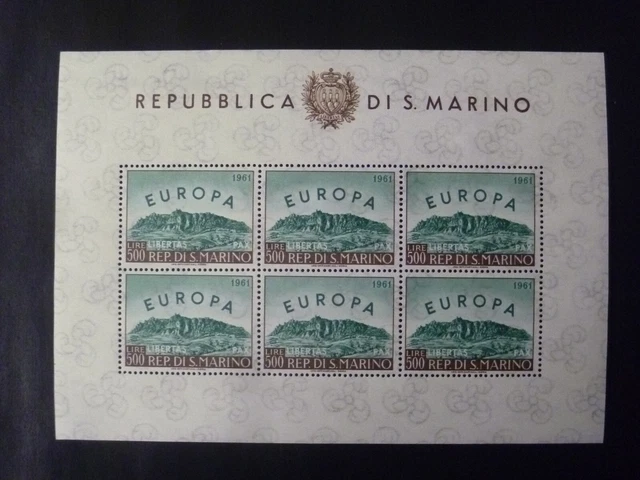 REPUBBLICA DI S. MARINO
1961 1961 1961
EUROPA EUROPA EUROPA
LIRE LIBERTAS PAX LIRE LIBERTAS PAX LIRE LIBERTAS PAX
500 REP. DI S. MARINO 500 REP. DI S. MARINO 500 REP. DI S. MARINO
1961 1961 1961
EUROPA EUROPA EUROPA
LIRE LIBERTAS PAX LIRE LIBERTAS PAX LIRE LIBERTAS PAX
500 REP. DI S. MARINO 500 REP. DI S. MARINO 500 REP. DI S. MARINO